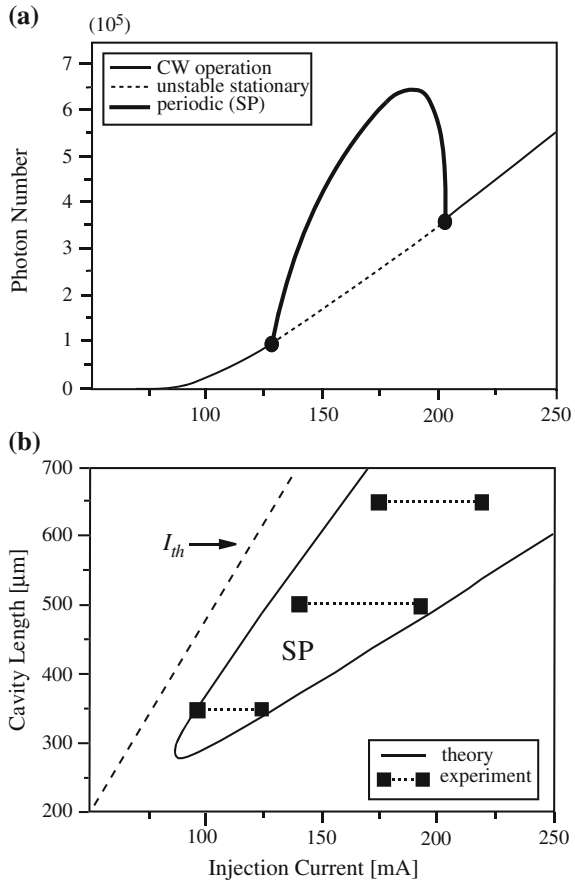 (a)
(10⁵)
7
6
5
4
3
2
1
0
Photon Number
CW operation
unstable stationary
periodic (SP)
100
150
200
250
(b)
700
600
500
400
300
200
Cavity Length [μm]
I_th
SP
theory
experiment
100
150
200
250
Injection Current [mA]